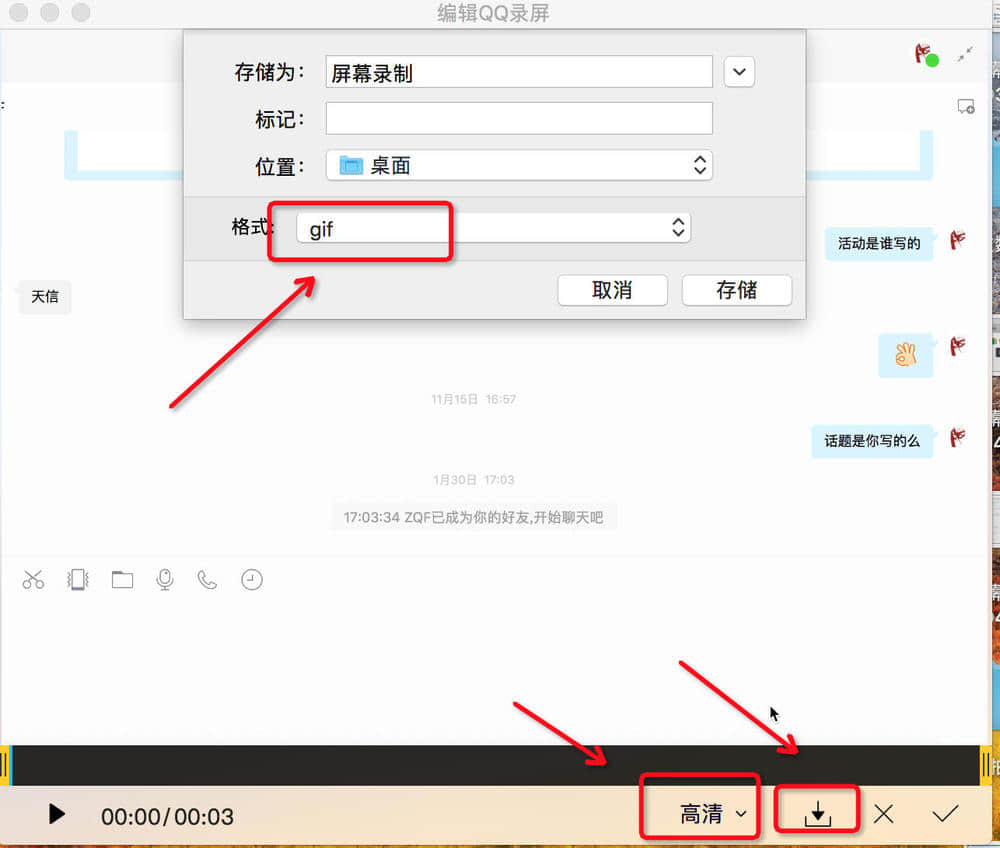 编辑QQ录屏
存储为：
屏幕录制
标记：
位置：
桌面
格式:
gif
取消
存储
活动是谁写的
天信
11月15日 16:57
话题是你写的么
1月30日 17:03
17:03:34 ZQF已成为你的好友,开始聊天吧
00:00/00:03
高清